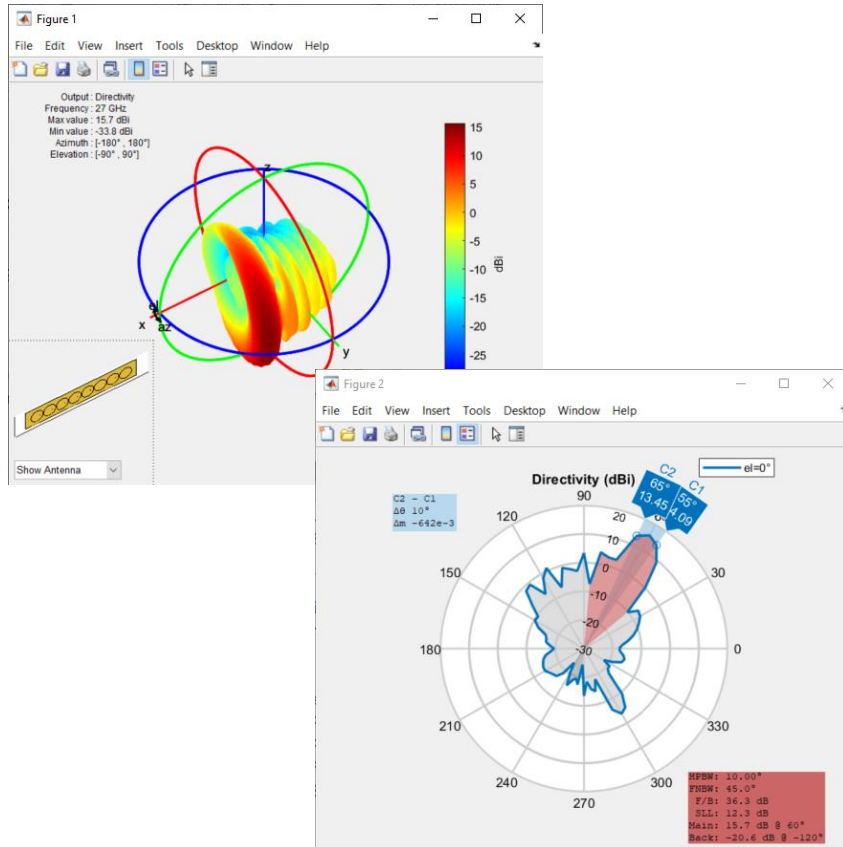 Figure 1
File Edit View Insert Tools Desktop Window Help
Output : Directivity
Frequency : 27 GHz
Max value : 15.7 dBi
Min value : -33.8 dBi
Azimuth : [-180° , 180°]
Elevation : [-90° , 90°]
z
el
x
az
y
15
10
5
0
-5
-10
-15
-20
-25
dBi
Show Antenna
Figure 2
File Edit View Insert Tools Desktop Window Help
el=0°
Directivity (dBi)
C2 C1
65° 55°
13.45 4.09
C2 - C1
Δθ 10°
Δm -642e-3
90
120
150
180
210
240
270
300
330
0
30
20
10
0
-10
-20
-30
HPBW: 10.00°
FNBW: 45.0°
F/B: 36.3 dB
SLL: 12.3 dB
Main: 15.7 dB @ 60°
Back: -20.6 dB @ -120°